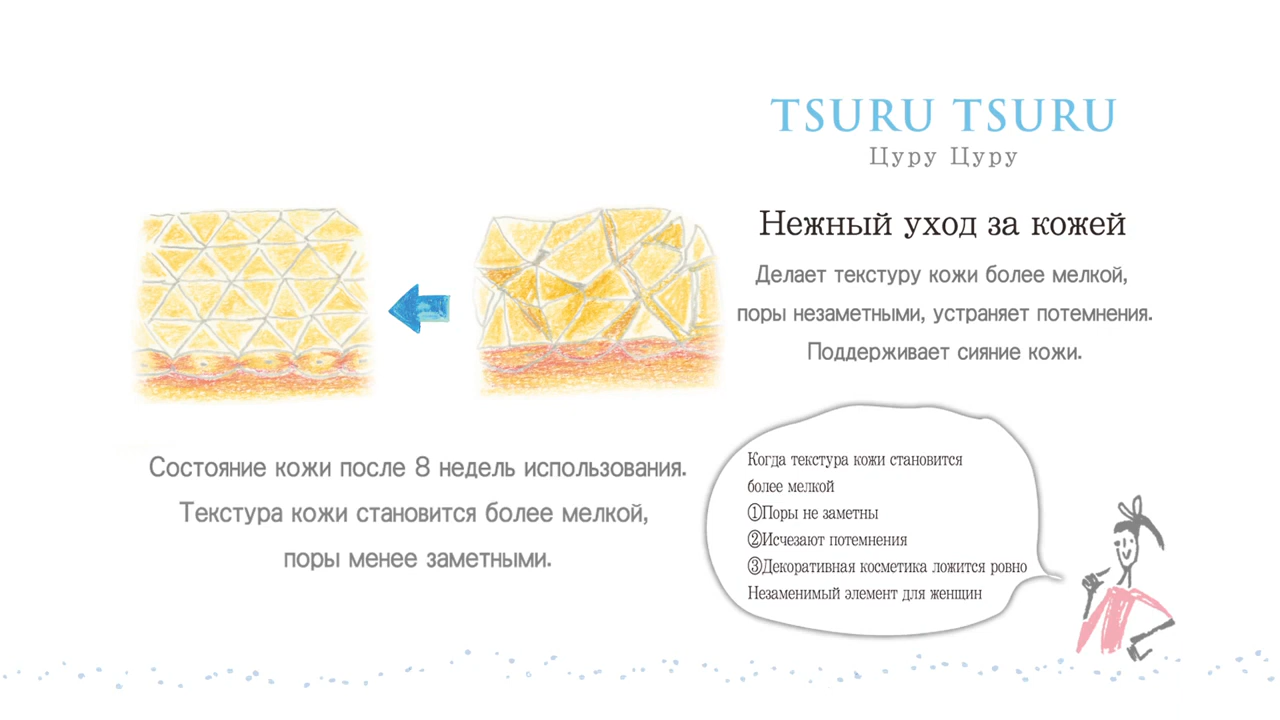 TSURU TSURU
Цуру Цуру
Нежный уход за кожей
Делает текстуру кожи более мелкой,
поры незаметными, устраняет потемнения.
Поддерживает сияние кожи.
Состояние кожи после 8 недель использования.
Текстура кожи становится более мелкой,
поры менее заметными.
Когда текстура кожи становится
более мелкой
①Поры не заметны
②Исчезают потемнения
③Декоративная косметика ложится ровно
Незаменимый элемент для женщин